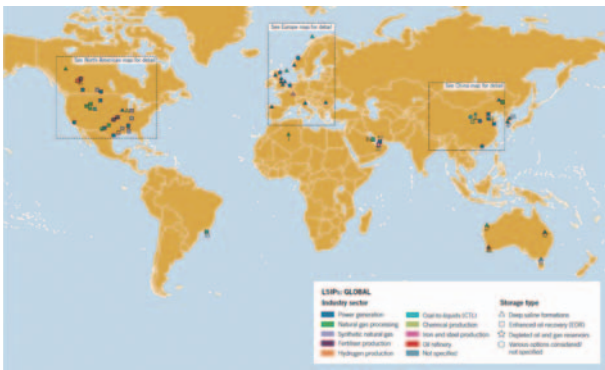 See North American map for detail
See Europe map for detail
See China map for detail
LSIPs: GLOBAL
Industry sector
Power generation
Natural gas processing
Synthetic natural gas
Fertiliser production
Hydrogen production
Coal-to-liquids (CTL)
Chemical production
Iron and steel production
Oil refinery
Not specified
Storage type
Deep saline formations
Enhanced oil recovery (EOR)
Depleted oil and gas reservoirs
Various options considered/
not specified